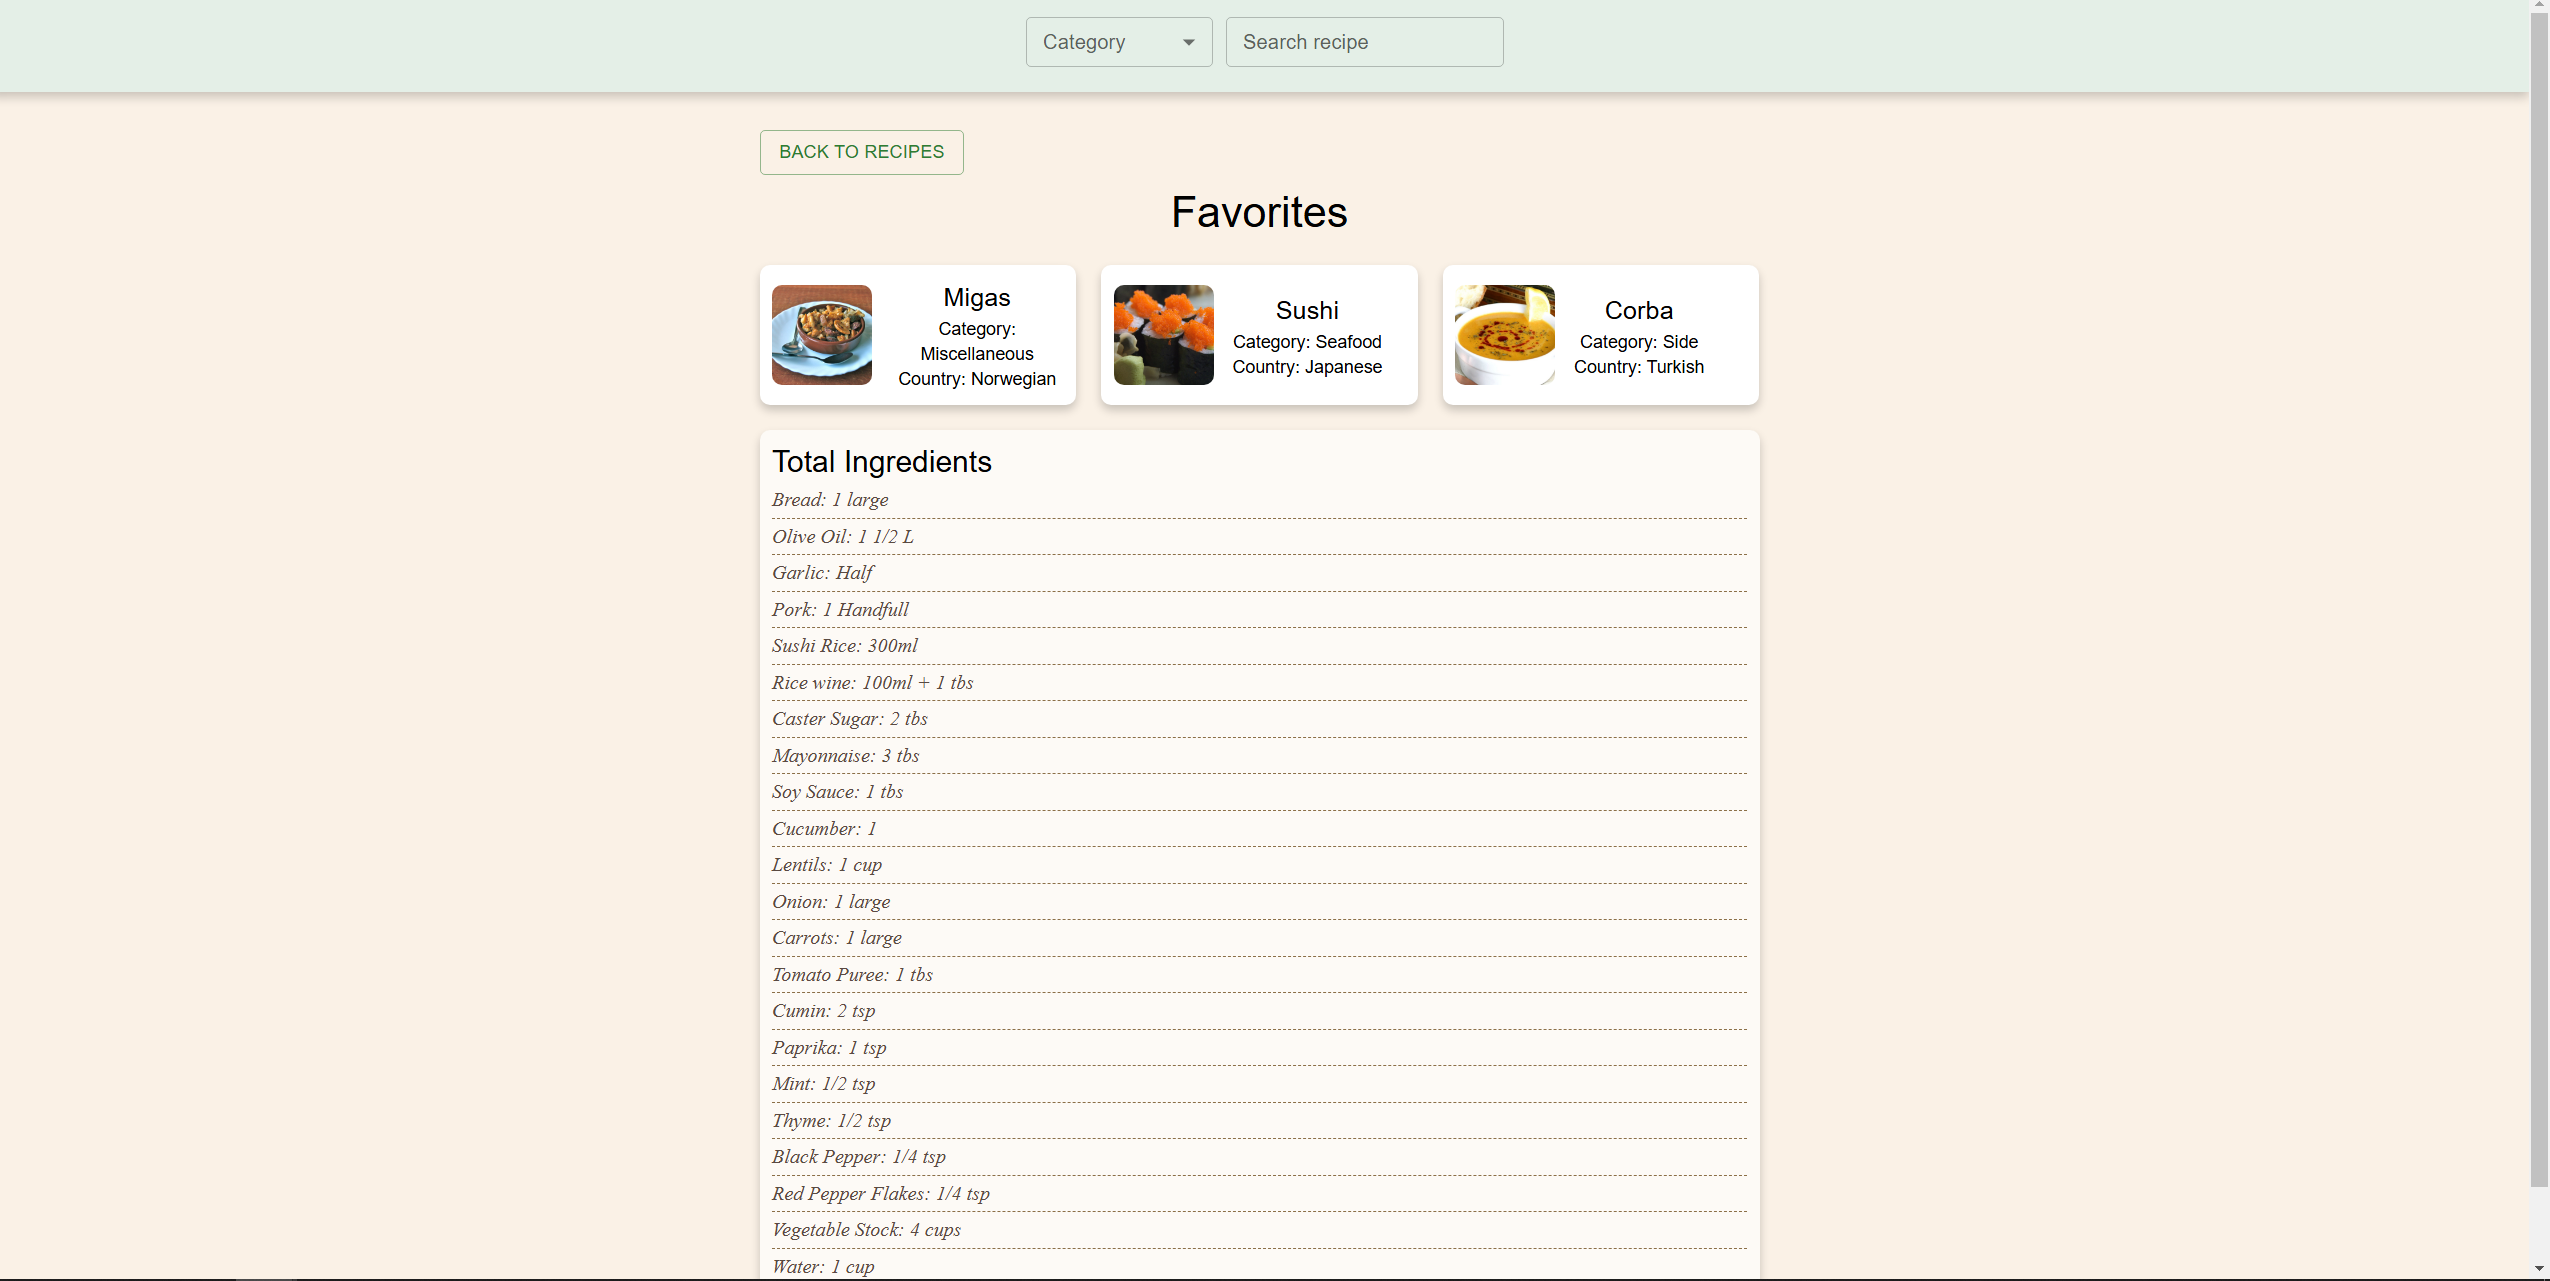 Category
Search recipe
BACK TO RECIPES
Favorites
Migas
Category:
Miscellaneous
Country: Norwegian
Sushi
Category: Seafood
Country: Japanese
Corba
Category: Side
Country: Turkish
Total Ingredients
Bread: 1 large
Olive Oil: 1 1/2 L
Garlic: Half
Pork: 1 Handfull
Sushi Rice: 300ml
Rice wine: 100ml + 1 tbs
Caster Sugar: 2 tbs
Mayonnaise: 3 tbs
Soy Sauce: 1 tbs
Cucumber: 1
Lentils: 1 cup
Onion: 1 large
Carrots: 1 large
Tomato Puree: 1 tbs
Cumin: 2 tsp
Paprika: 1 tsp
Mint: 1/2 tsp
Thyme: 1/2 tsp
Black Pepper: 1/4 tsp
Red Pepper Flakes: 1/4 tsp
Vegetable Stock: 4 cups
Water: 1 cup